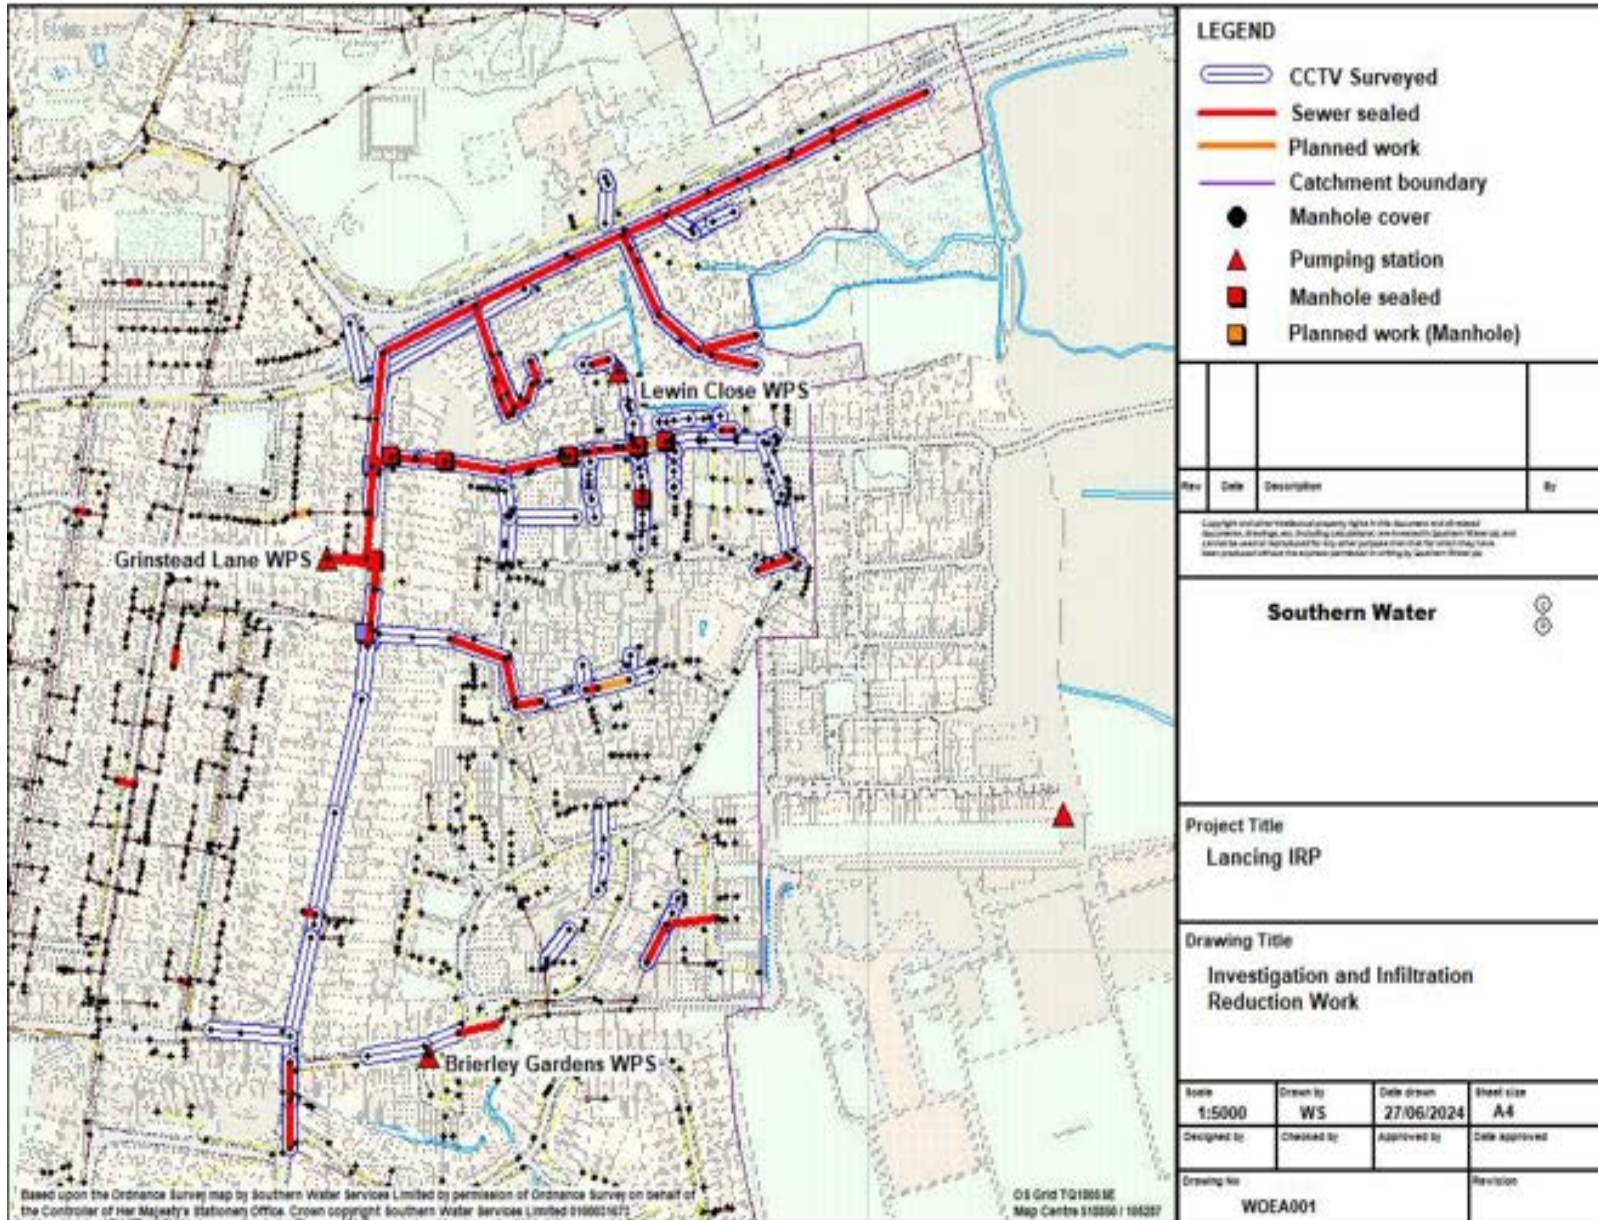 LEGEND
CCTV Surveyed
Sewer sealed
Planned work
Catchment boundary
Manhole cover
Pumping station
Manhole sealed
Planned work (Manhole)
Lewin Close WPS
Grinstead Lane WPS
Brierley Gardens WPS
Rev Date Description By
Southern Water
Project Title
Lancing IRP
Drawing Title
Investigation and Infiltration
Reduction Work
Scale Drawn by Date drawn Sheet size
1:5000 WS 27/06/2024 A4
Designed by Checked by Approved by Date approved
Drawing No Revision
WOEA001
Based upon the Ordnance Survey map by Southern Water Services Limited by permission of Ordnance Survey on behalf of
the Controller of Her Majesty's Stationery Office. Crown copyright Southern Water Services Limited
OS Grid
Map Centre